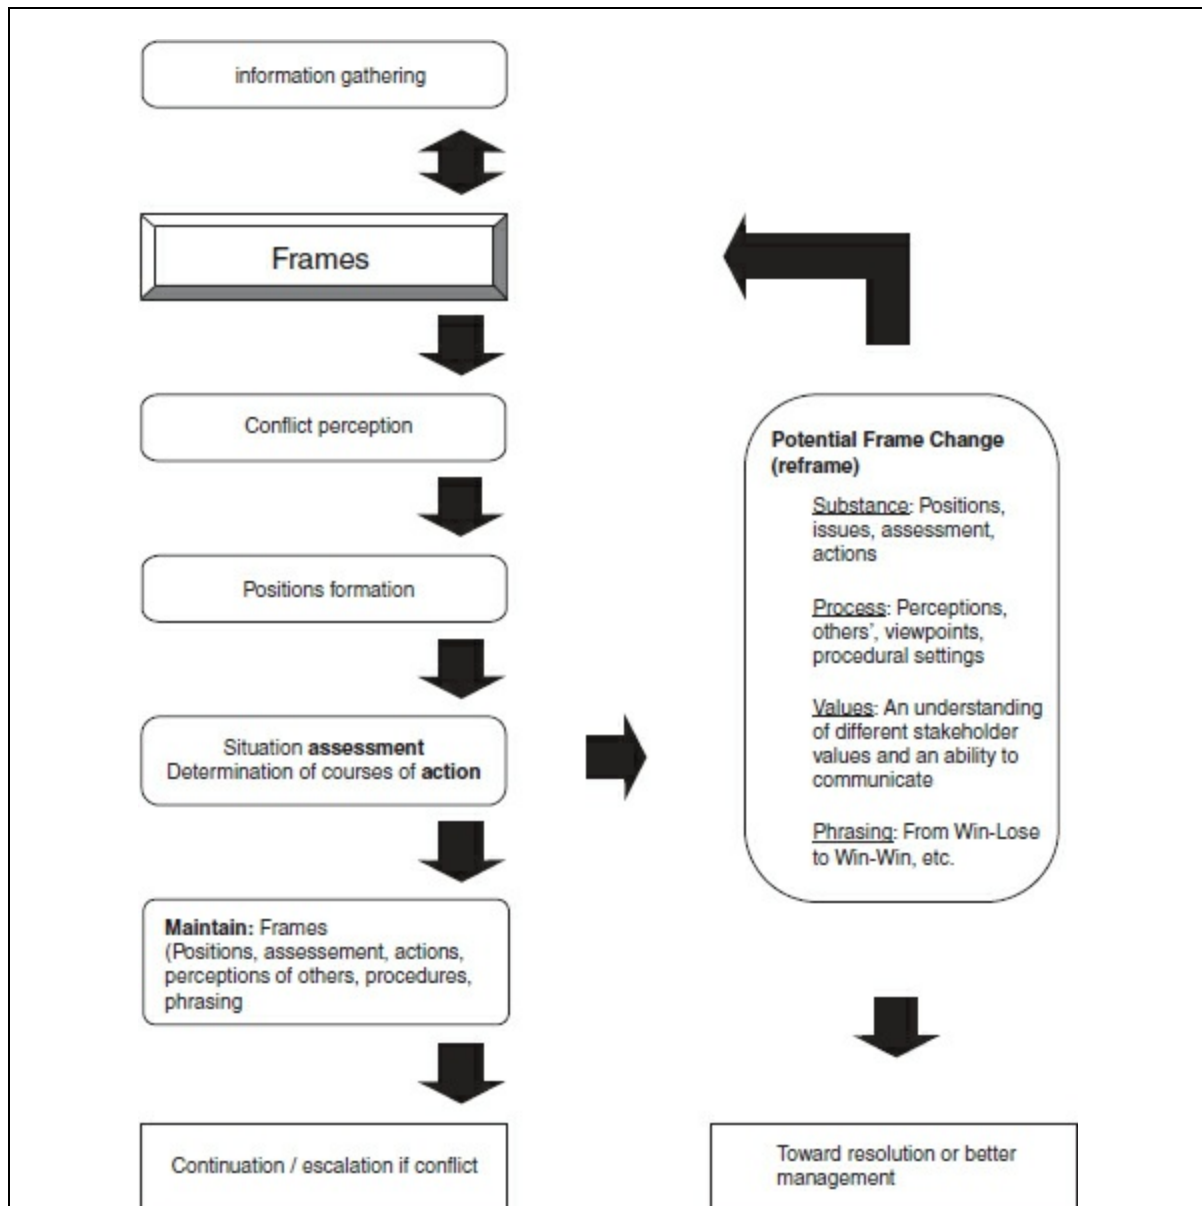 information gathering
Frames
Conflict perception
Positions formation
Situation assessment
Determination of courses of action
Maintain: Frames
(Positions, assessement, actions,
perceptions of others, procedures,
phrasing
Continuation / escalation if conflict
Potential Frame Change
(reframe)
Substance: Positions,
issues, assessment,
actions
Process: Perceptions,
others’, viewpoints,
procedural settings
Values: An understanding
of different stakeholder
values and an ability to
communicate
Phrasing: From Win-Lose
to Win-Win, etc.
Toward resolution or better
management